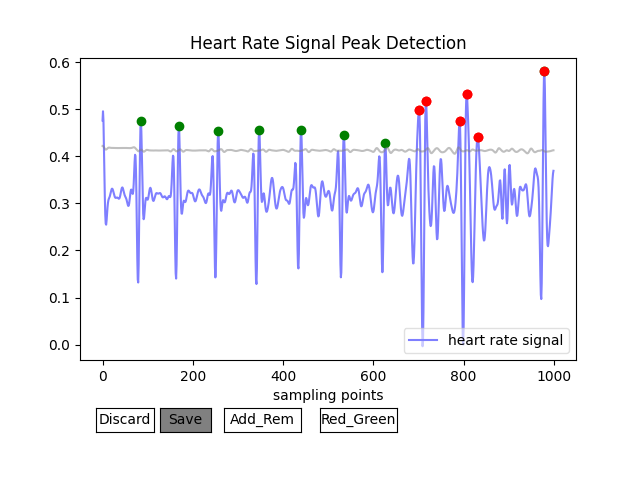 Heart Rate Signal Peak Detection
0.6
0.5
0.4
0.3
0.2
0.1
0.0
heart rate signal
0 200 400 600 800 1000
sampling points
Discard Save Add_Rem Red_Green